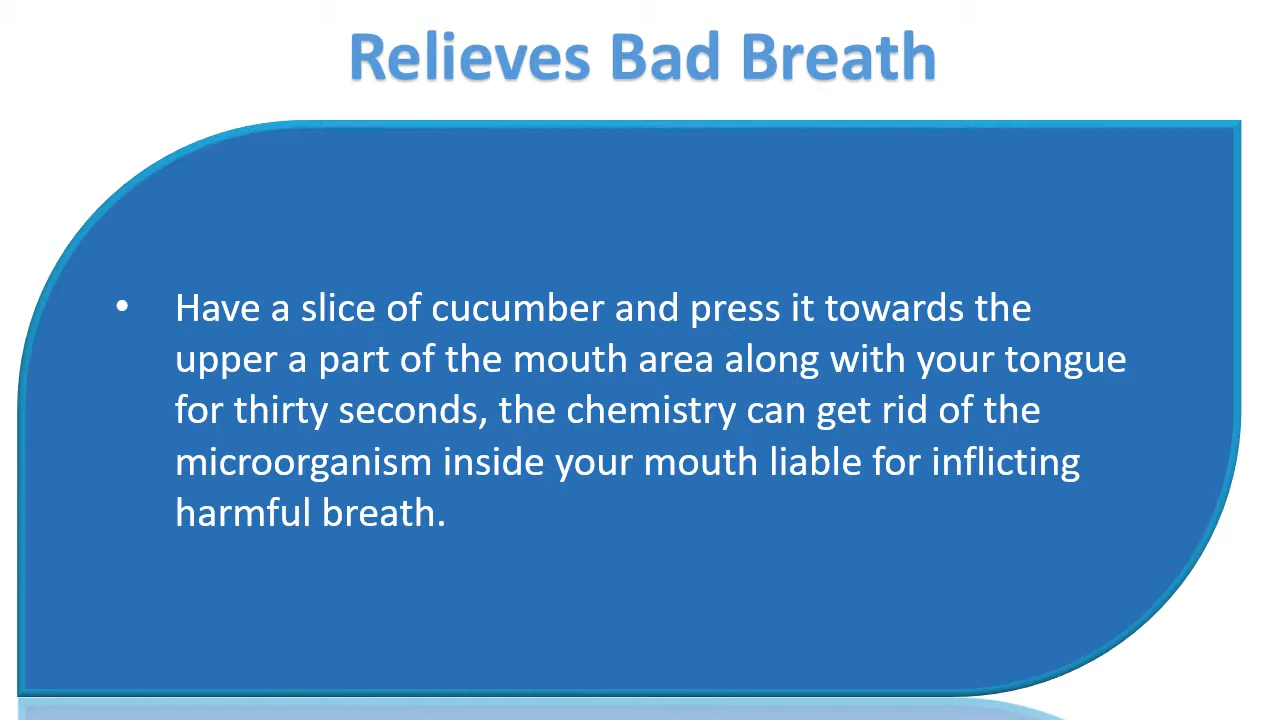 Relieves Bad Breath
• Have a slice of cucumber and press it towards the
upper a part of the mouth area along with your tongue
for thirty seconds, the chemistry can get rid of the
microorganism inside your mouth liable for inflicting
harmful breath.